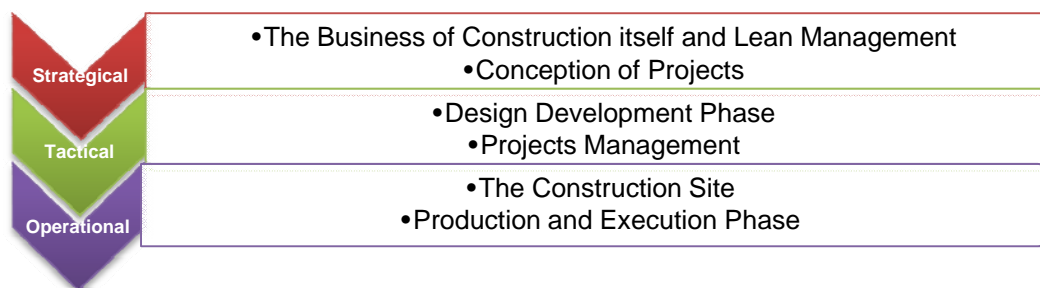 Strategical
•The Business of Construction itself and Lean Management
•Conception of Projects
Tactical
•Design Development Phase
•Projects Management
Operational
•The Construction Site
•Production and Execution Phase